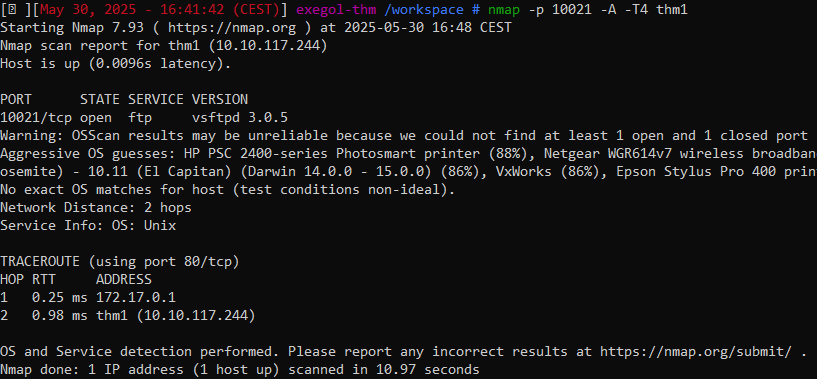 [ ][May 30, 2025 - 16:41:42 (CEST)] exegol-thm /workspace # nmap -p 10021 -A -T4 thm1
Starting Nmap 7.93 ( https://nmap.org ) at 2025-05-30 16:48 CEST
Nmap scan report for thm1 (10.10.117.244)
Host is up (0.0096s latency).

PORT      STATE SERVICE VERSION
10021/tcp open  ftp     vsftpd 3.0.5
Warning: OSScan results may be unreliable because we could not find at least 1 open and 1 closed port
Aggressive OS guesses: HP PSC 2400-series Photosmart printer (88%), Netgear WGR614v7 wireless broadban
osemite) - 10.11 (El Capitan) (Darwin 14.0.0 - 15.0.0) (86%), VxWorks (86%), Epson Stylus Pro 400 prin
No exact OS matches for host (test conditions non-ideal).
Network Distance: 2 hops
Service Info: OS: Unix

TRACEROUTE (using port 80/tcp)
HOP RTT     ADDRESS
1   0.25 ms 172.17.0.1
2   0.98 ms thm1 (10.10.117.244)

OS and Service detection performed. Please report any incorrect results at https://nmap.org/submit/ .
Nmap done: 1 IP address (1 host up) scanned in 10.97 seconds